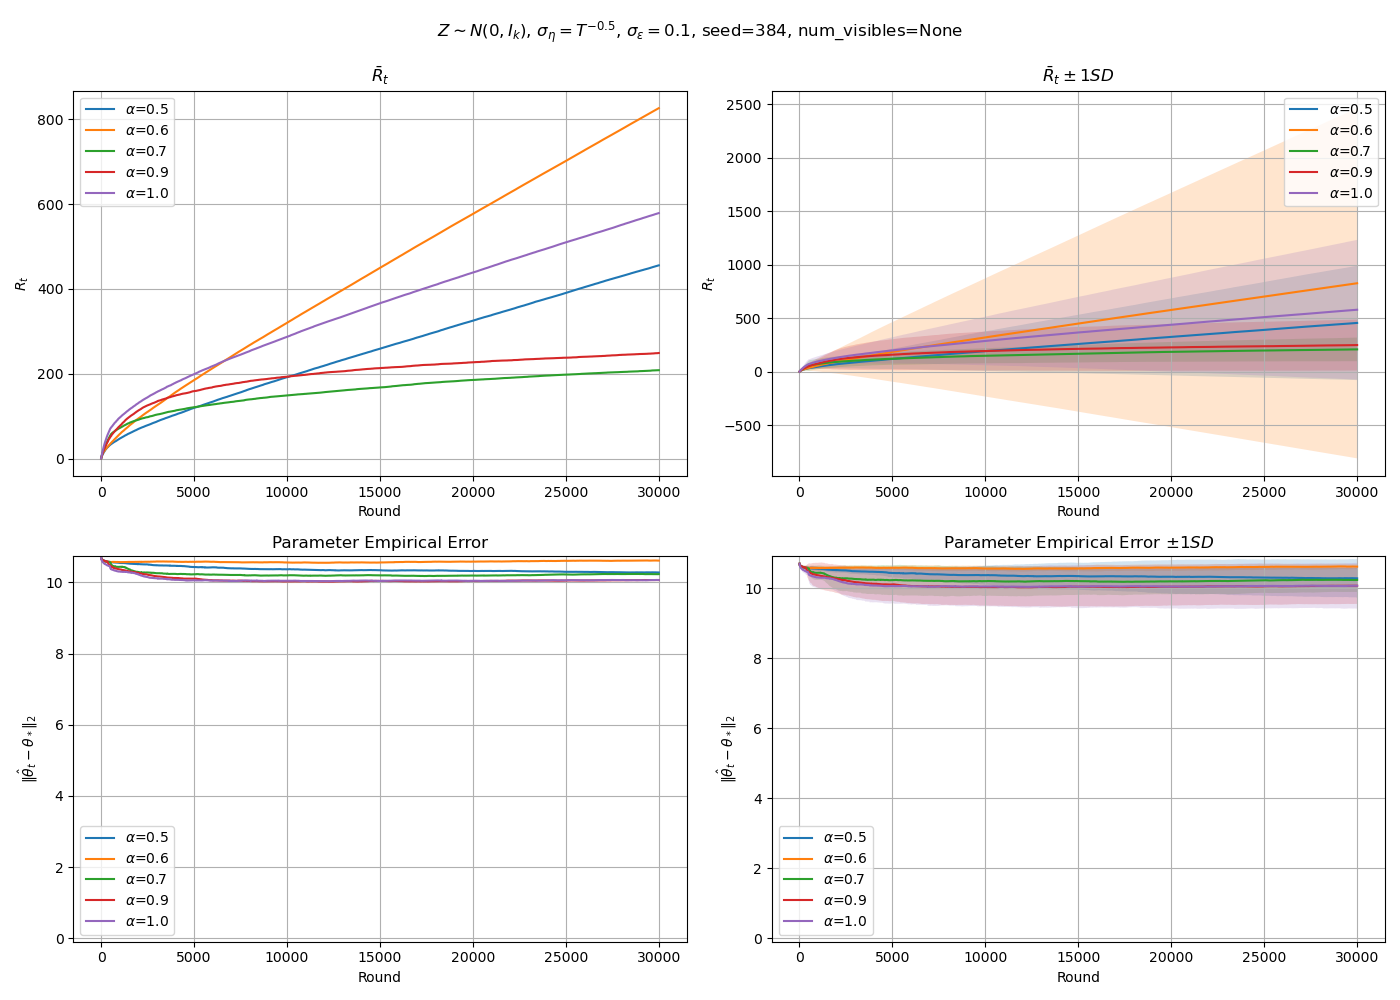 Z ∼ N(0, I_k), σ_η = T^{−0.5}, σ_ε = 0.1, seed=384, num_visibles=None
R̄_t
R_t
800
600
400
200
0
α=0.5
α=0.6
α=0.7
α=0.9
α=1.0
0 5000 10000 15000 20000 25000 30000
Round
R̄_t ± 1SD
R_t
2500
2000
1500
1000
500
0
−500
α=0.5
α=0.6
α=0.7
α=0.9
α=1.0
0 5000 10000 15000 20000 25000 30000
Round
Parameter Empirical Error
‖θ̂_t − θ_*‖_2
10
8
6
4
2
0
α=0.5
α=0.6
α=0.7
α=0.9
α=1.0
0 5000 10000 15000 20000 25000 30000
Round
Parameter Empirical Error ±1SD
‖θ̂_t − θ_*‖_2
10
8
6
4
2
0
α=0.5
α=0.6
α=0.7
α=0.9
α=1.0
0 5000 10000 15000 20000 25000 30000
Round